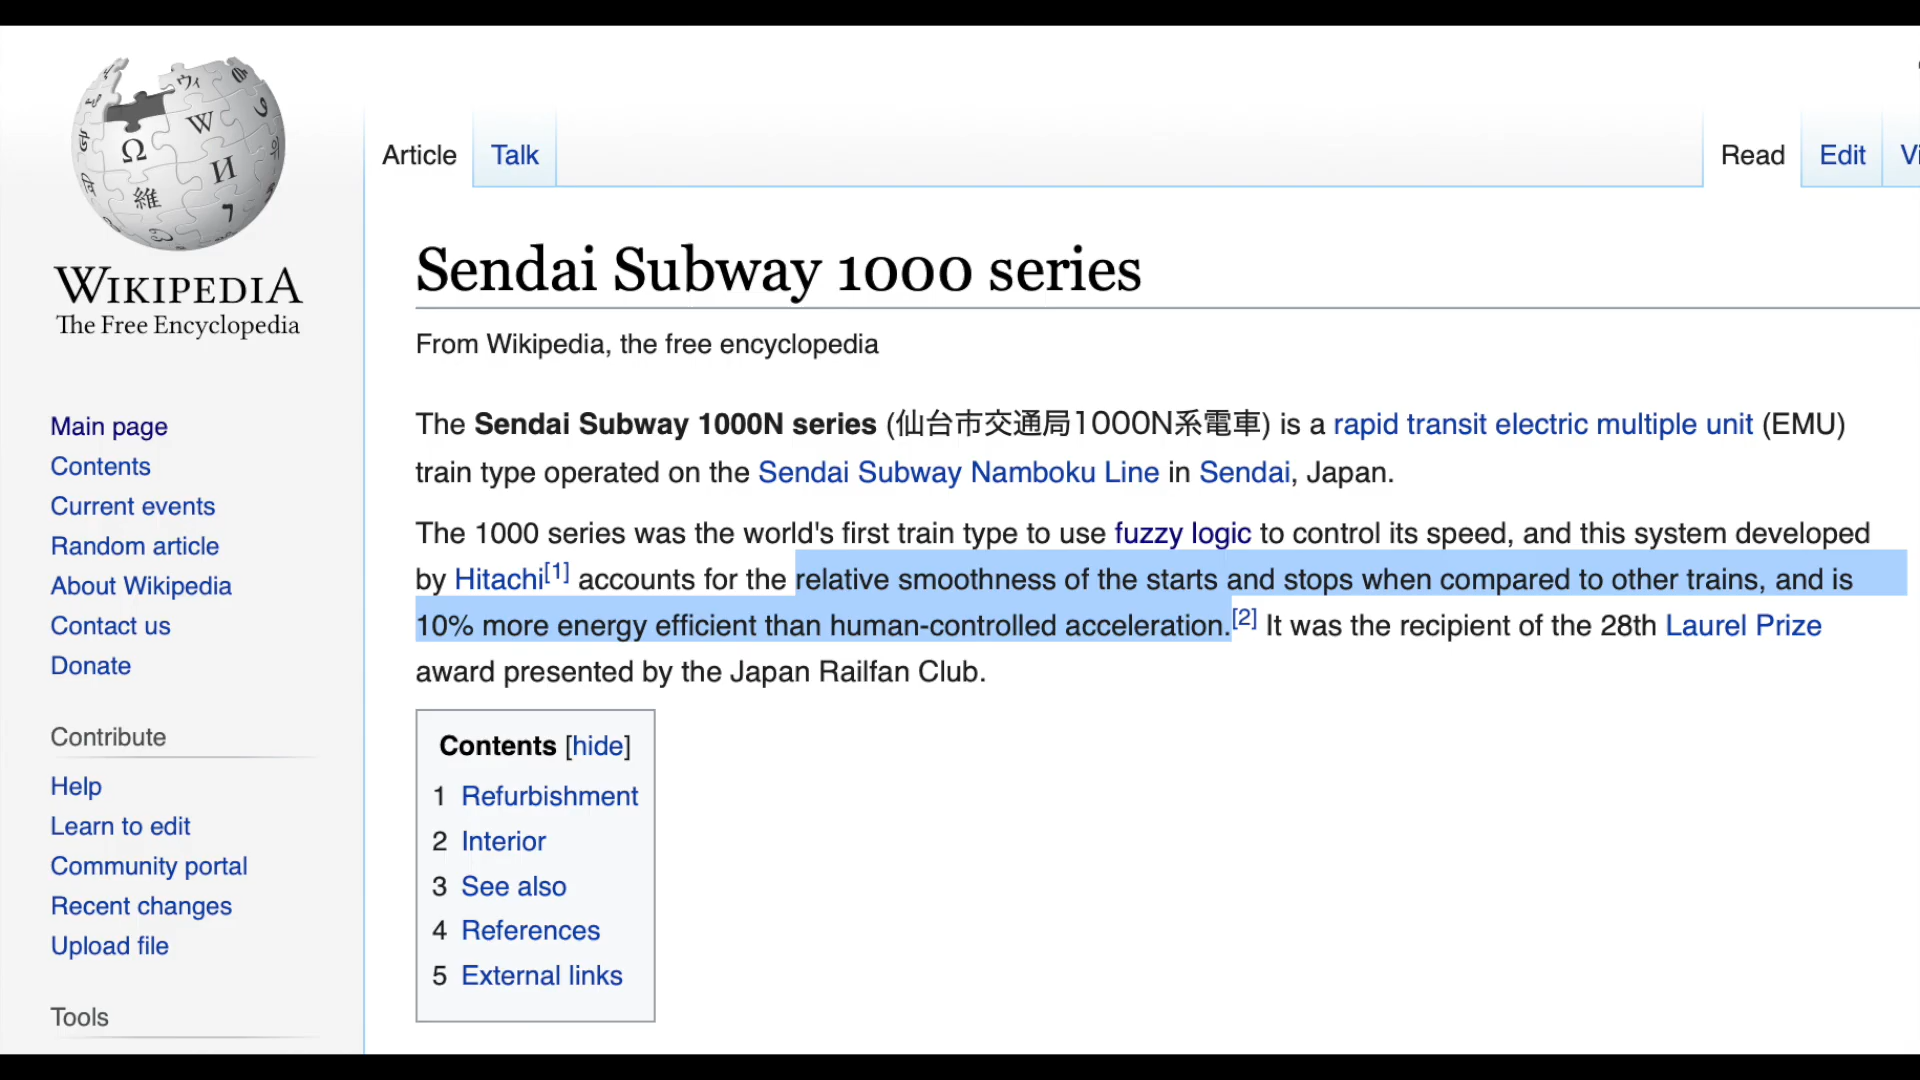 WIKIPEDIA
The Free Encyclopedia
Main page
Contents
Current events
Random article
About Wikipedia
Contact us
Donate
Contribute
Help
Learn to edit
Community portal
Recent changes
Upload file
Tools
Article Talk Read Edit
Sendai Subway 1000 series
From Wikipedia, the free encyclopedia
The Sendai Subway 1000N series (仙台市交通局1000N系電車) is a rapid transit electric multiple unit (EMU)
train type operated on the Sendai Subway Namboku Line in Sendai, Japan.
The 1000 series was the world's first train type to use fuzzy logic to control its speed, and this system developed
by Hitachi[1] accounts for the relative smoothness of the starts and stops when compared to other trains, and is
10% more energy efficient than human-controlled acceleration.[2] It was the recipient of the 28th Laurel Prize
award presented by the Japan Railfan Club.
Contents [hide]
1 Refurbishment
2 Interior
3 See also
4 References
5 External links